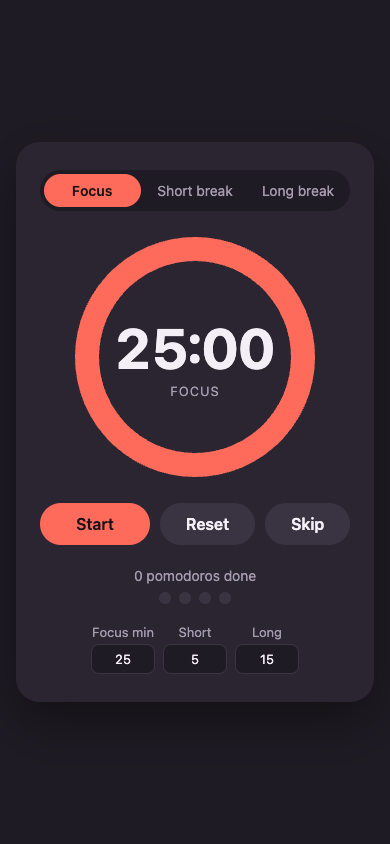 Focus Short break Long break
25:00
FOCUS
Start Reset Skip
0 pomodoros done
Focus min Short Long
25 5 15